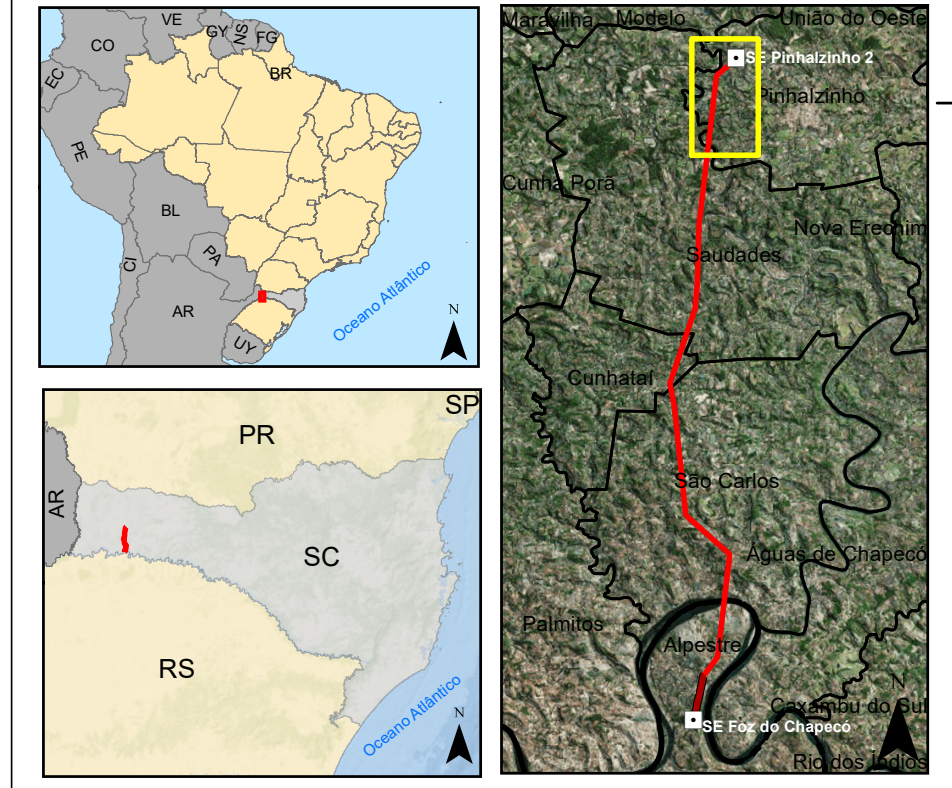 VE
GY
NS
FG
CO
EC
BR
PE
BL
PA
CI
AR
UY
Oceano Atlântico
N
SP
PR
AR
SC
RS
Oceano Atlântico
N
Maravilha
Modelo
União do Oeste
SE Pinhalzinho 2
Pinhalzinho
Cunha Porã
Nova Erechim
Saudades
Cunhataí
São Carlos
Águas de Chapecó
Palmitos
Alpestre
N
Caxambu do Sul
SE Foz do Chapecó
Rio dos Índios